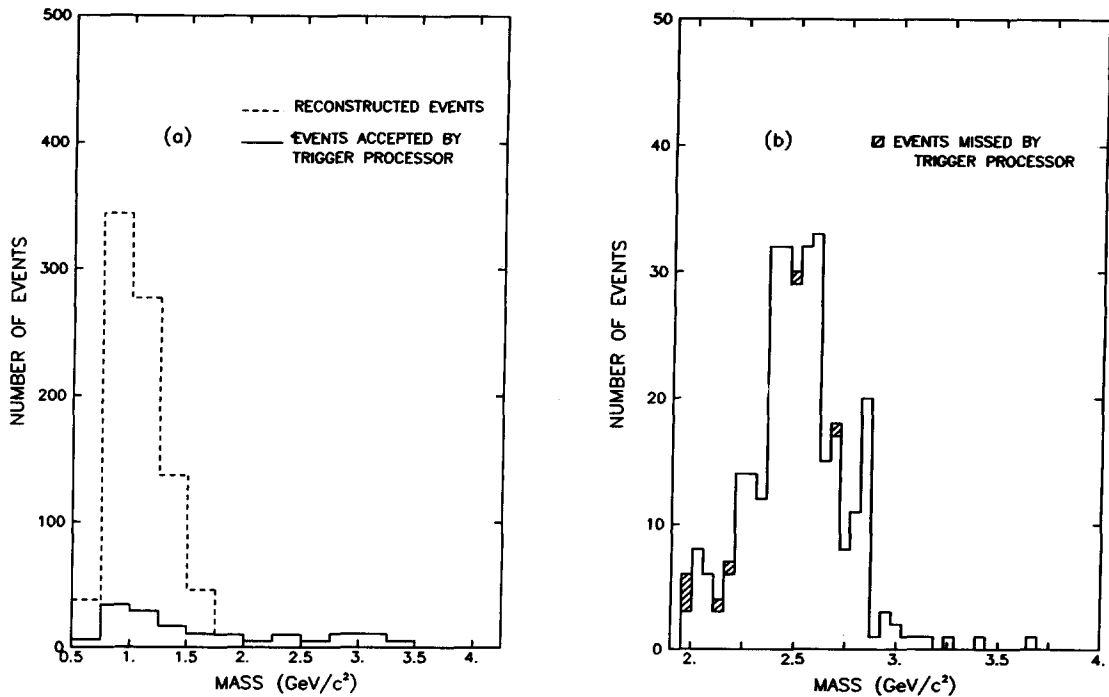 500
400
300
200
100
0
NUMBER OF EVENTS
(a)
RECONSTRUCTED EVENTS
EVENTS ACCEPTED BY
TRIGGER PROCESSOR
0.5 1. 1.5 2. 2.5 3. 3.5 4.
MASS (GeV/c²)
50
40
30
20
10
0
NUMBER OF EVENTS
(b)
EVENTS MISSED BY
TRIGGER PROCESSOR
2. 2.5 3. 3.5 4.
MASS (GeV/c²)